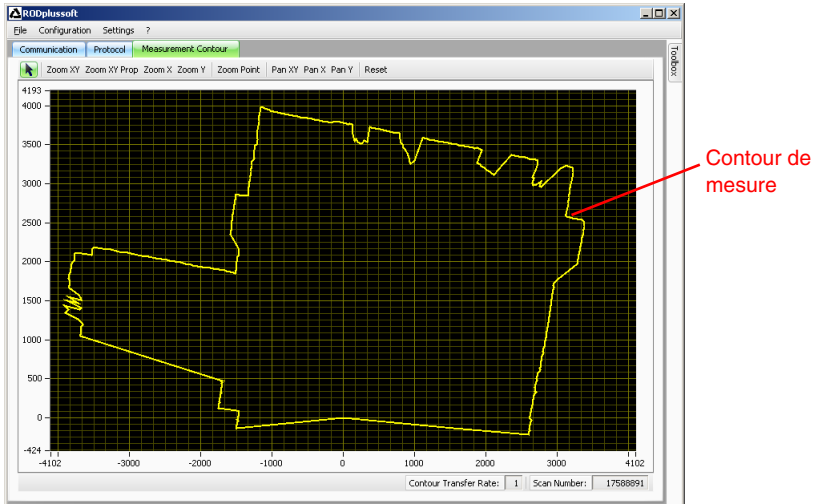 RODplussoft
File Configuration Settings ?
Communication Protocol Measurement Contour
Toolbox
Zoom XY Zoom XY Prop Zoom X Zoom Y Zoom Point Pan XY Pan X Pan Y Reset
4193
4000
3500
3000
2500
2000
1500
1000
500
0
-424
-4102 -3000 -2000 -1000 0 1000 2000 3000 4102
Contour de
mesure
Contour Transfer Rate: 1 Scan Number: 17588891